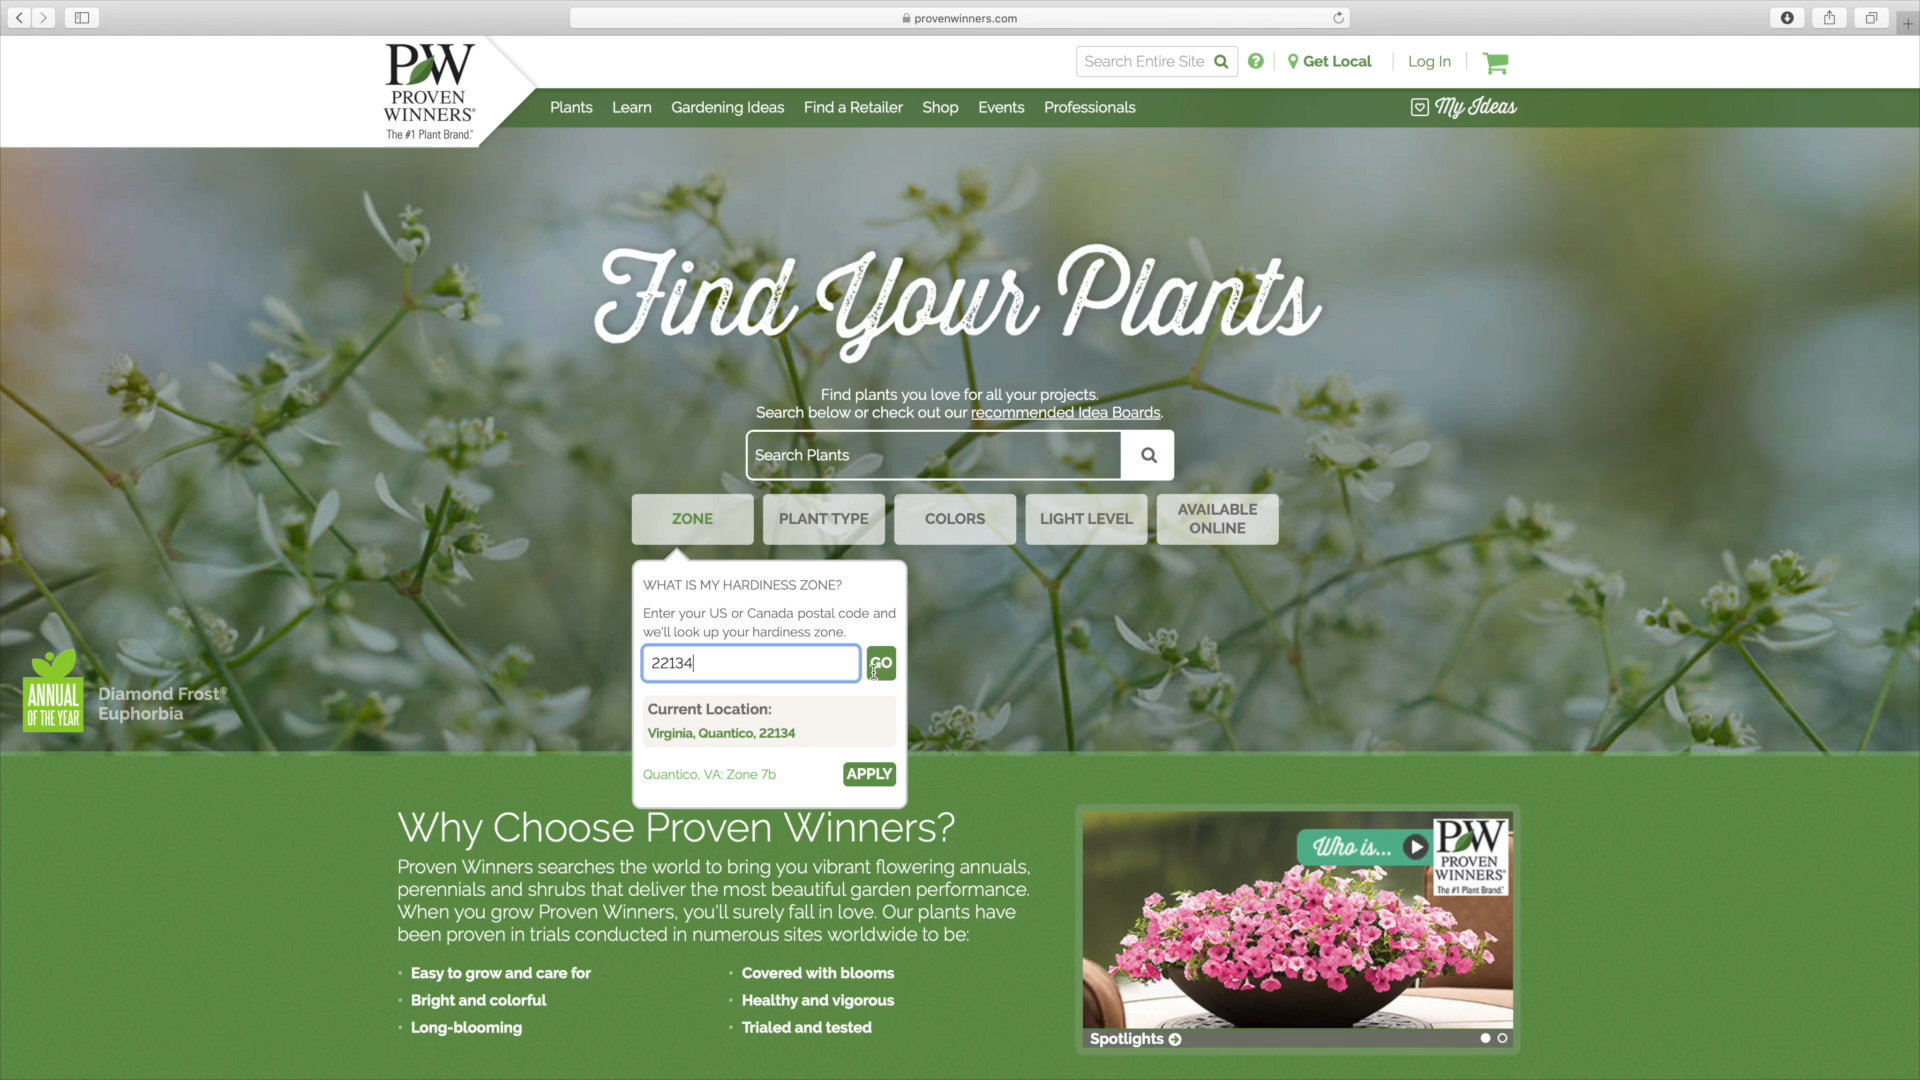 provenwinners.com
PW
PROVEN
WINNERS®
The #1 Plant Brand.®
Search Entire Site
?
Get Local
Log In
Plants
Learn
Gardening Ideas
Find a Retailer
Shop
Events
Professionals
My Ideas
Find Your Plants
Find plants you love for all your projects.
Search below or check out our recommended Idea Boards.
Search Plants
ZONE
PLANT TYPE
COLORS
LIGHT LEVEL
AVAILABLE
ONLINE
WHAT IS MY HARDINESS ZONE?
Enter your US or Canada postal code and
we'll look up your hardiness zone.
22134
GO
Current Location:
Virginia, Quantico, 22134
Quantico, VA: Zone 7b
APPLY
ANNUAL
OF THE YEAR
Diamond Frost®
Euphorbia
Why Choose Proven Winners?
Proven Winners searches the world to bring you vibrant flowering annuals,
perennials and shrubs that deliver the most beautiful garden performance.
When you grow Proven Winners, you'll surely fall in love. Our plants have
been proven in trials conducted in numerous sites worldwide to be:
· Easy to grow and care for
· Bright and colorful
· Long-blooming
· Covered with blooms
· Healthy and vigorous
· Trialed and tested
Who is...
PW
PROVEN
WINNERS®
The #1 Plant Brand.®
Spotlights